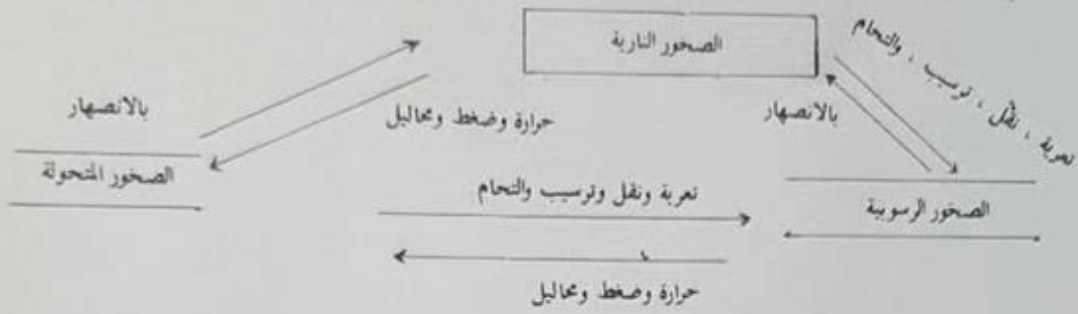 الصخور النارية
تعرية ، نقل ، ترسيب ، والتحام
بالانصهار
حرارة وضغط ومحاليل
بالانصهار
الصخور المتحولة
تعرية ونقل وترسيب والتحام
الصخور الرسوبية
حرارة وضغط ومحاليل